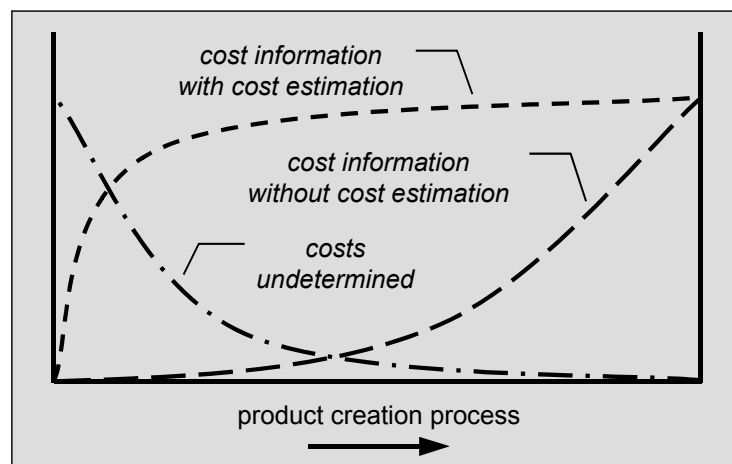 cost information
with cost estimation
cost information
without cost estimation
costs
undetermined
product creation process